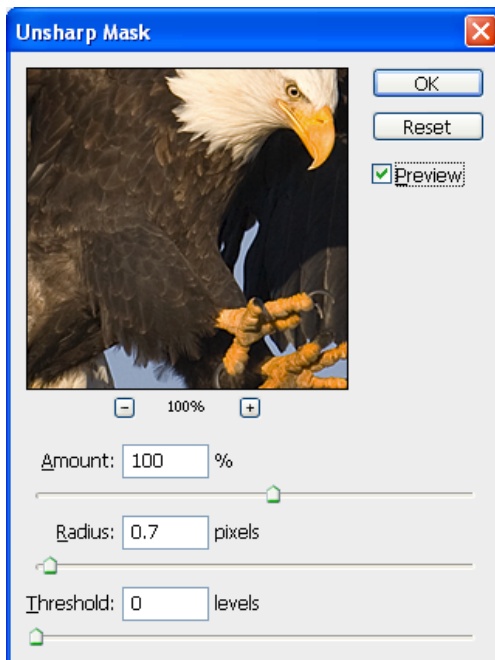 Unsharp Mask
OK
Reset
Preview
100%
Amount: 100 %
Radius: 0.7 pixels
Threshold: 0 levels